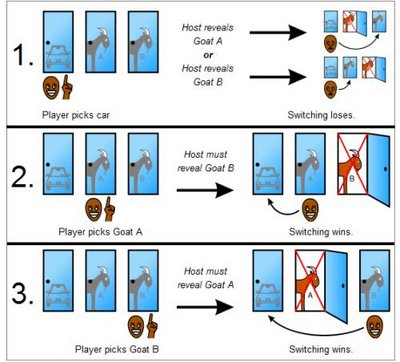 1.
A
B
Host reveals
Goat A
or
Host reveals
Goat B
Player picks car
Switching loses.
2.
A
B
Host must
reveal Goat B
A
B
Player picks Goat A
Switching wins.
3.
A
B
Host must
reveal Goat A
A
B
Player picks Goat B
Switching wins.